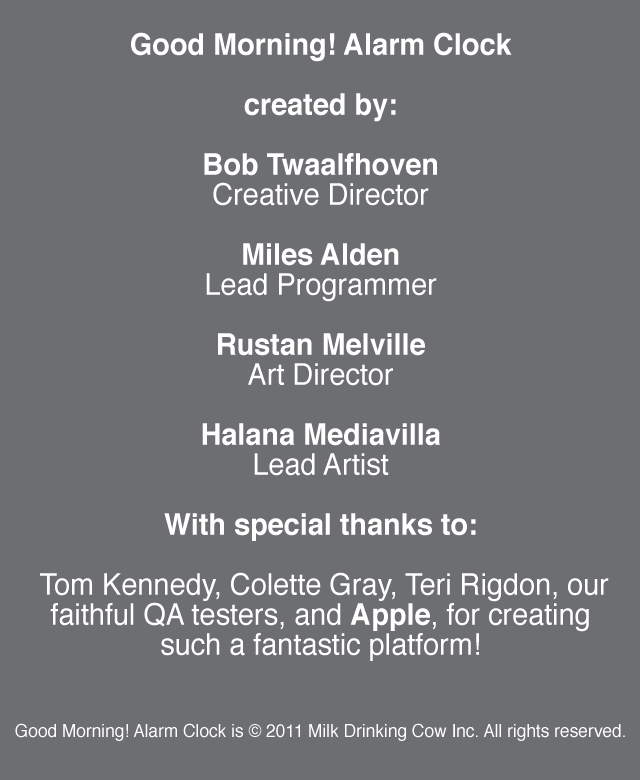 Good Morning! Alarm Clock
created by:
Bob Twaalfhoven
Creative Director
Miles Alden
Lead Programmer
Rustan Melville
Art Director
Halana Mediavilla
Lead Artist
With special thanks to:
Tom Kennedy, Colette Gray, Teri Rigdon, our
faithful QA testers, and Apple, for creating
such a fantastic platform!
Good Morning! Alarm Clock is © 2011 Milk Drinking Cow Inc. All rights reserved.